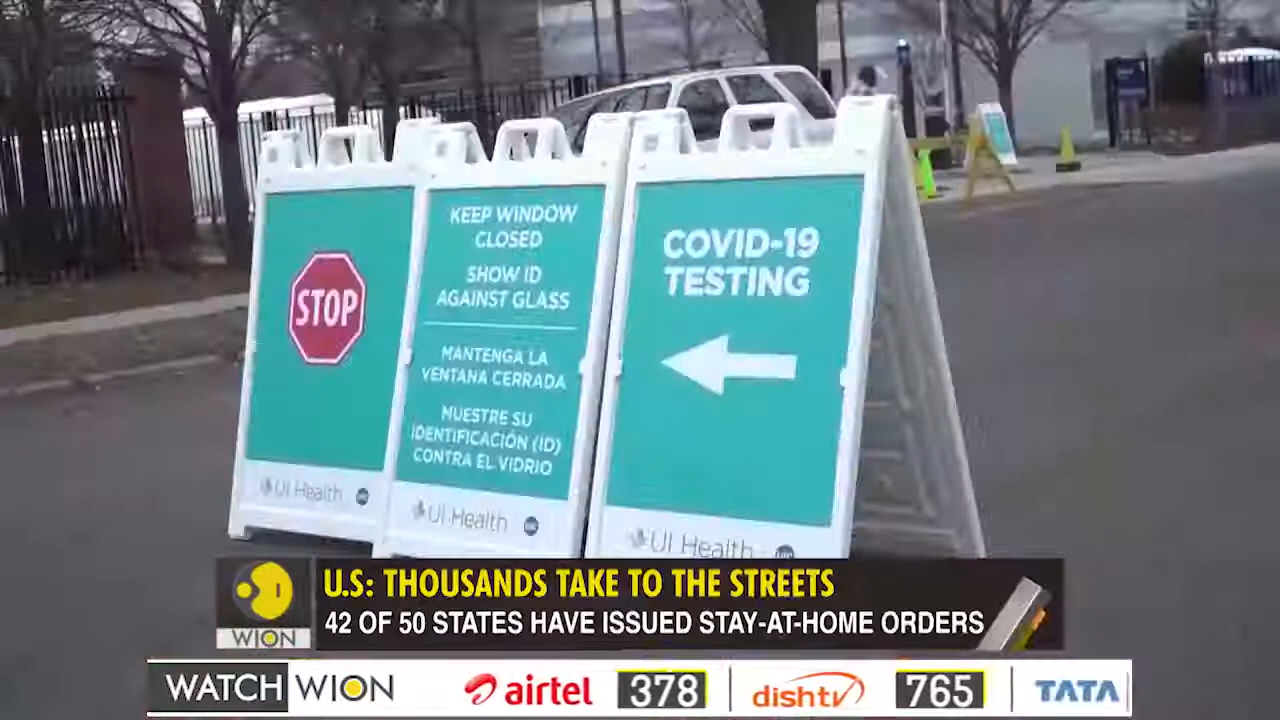 STOP
UI Health
KEEP WINDOW
CLOSED
SHOW ID
AGAINST GLASS
MANTENGA LA
VENTANA CERRADA
MUESTRE SU
IDENTIFICACIÓN (ID)
CONTRA EL VIDRIO
UI Health
COVID-19
TESTING
UI Health
U.S: THOUSANDS TAKE TO THE STREETS
42 OF 50 STATES HAVE ISSUED STAY-AT-HOME ORDERS
WION
WATCH WION airtel 378 dishtv 765 TATA